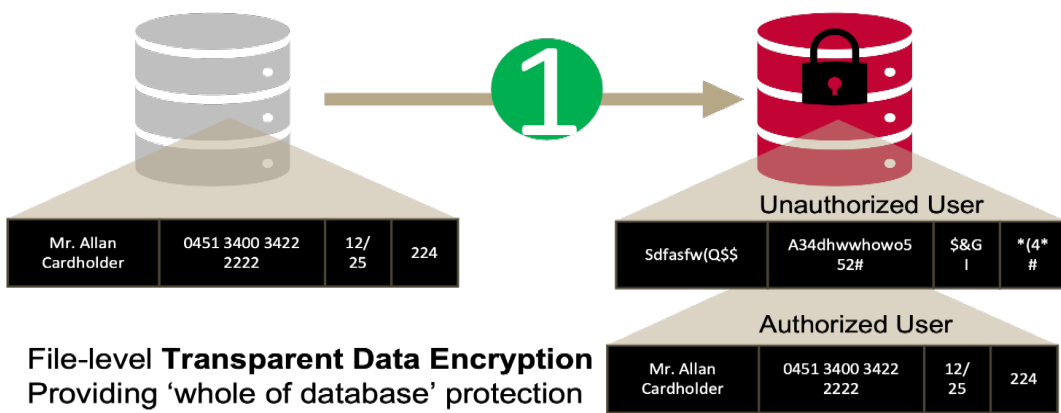 1
Unauthorized User
Mr. Allan
Cardholder
0451 3400 3422
2222
12/
25
224
Sdfasfw(Q$$
A34dhwwhowo5
52#
$&G
I
*(4*
#
Authorized User
File-level Transparent Data Encryption
Providing ‘whole of database’ protection
Mr. Allan
Cardholder
0451 3400 3422
2222
12/
25
224